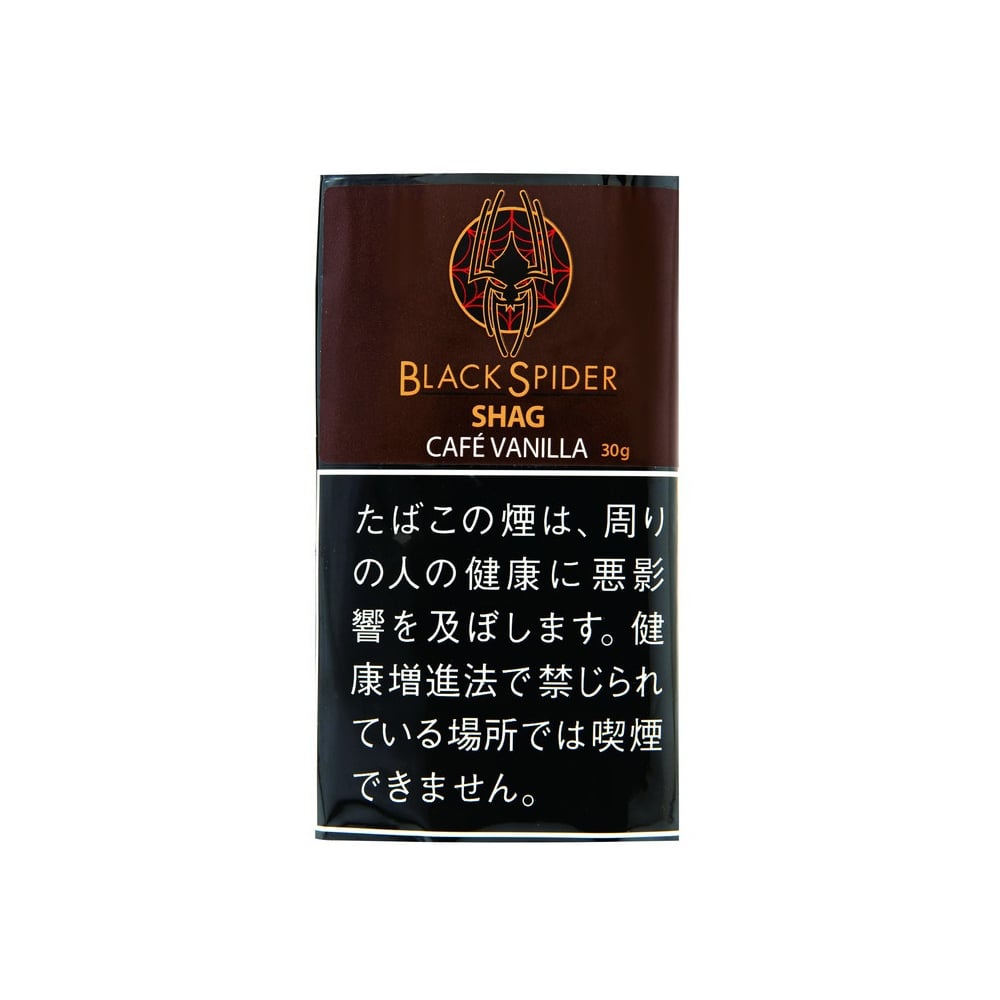 BLACK SPIDER
SHAG
CAFÉ VANILLA 30g
たばこの煙は、周り
の人の健康に悪影
響を及ぼします。健
康増進法で禁じられ
ている場所では喫煙
できません。